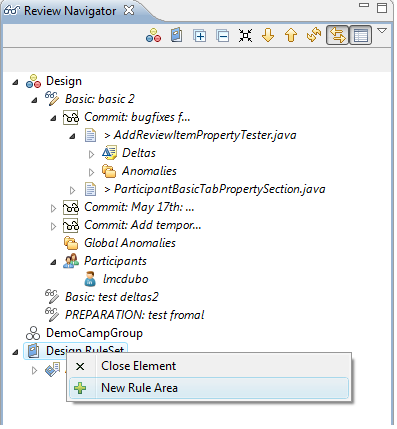 Review Navigator
Design
Basic: basic 2
Commit: bugfixes f...
> AddReviewItemPropertyTester.java
Deltas
Anomalies
> ParticipantBasicTabPropertySection.java
Commit: May 17th: ...
Commit: Add tempor...
Global Anomalies
Participants
lmcdubo
Basic: test deltas2
PREPARATION: test fromal
DemoCampGroup
Design RuleSet
Close Element
New Rule Area